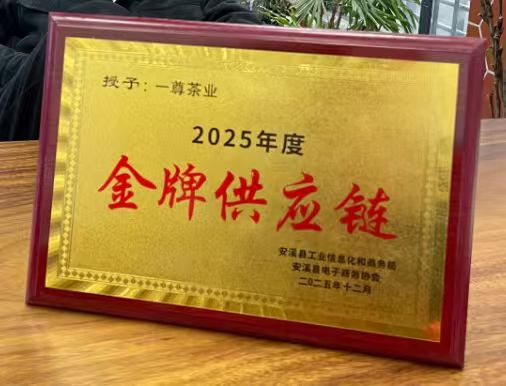 授予：一尊茶业
2025年度
金牌供应链
安溪县工业信息化和商务局
安溪县电子商务协会
二〇二五年十二月